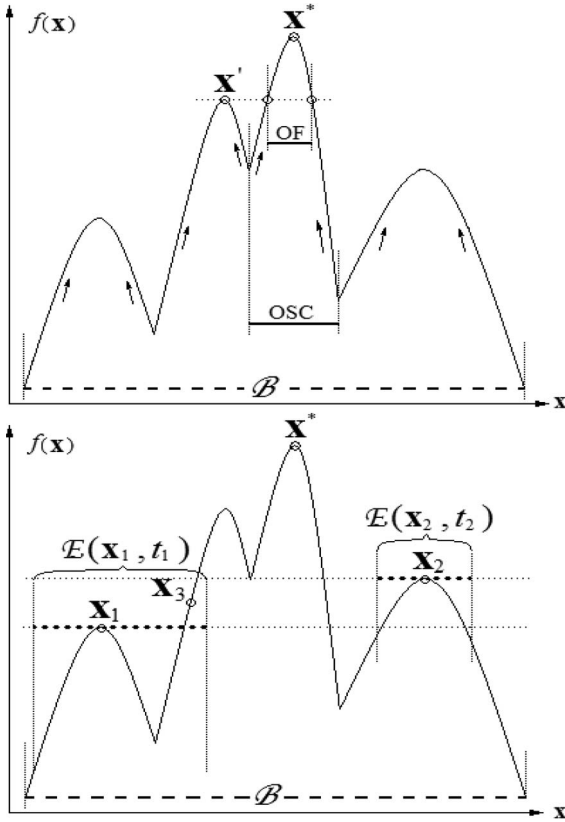 f(x)
x*
x'
OF
OSC
ℬ
x
f(x)
x*
ℰ(x₁, t₁)
ℰ(x₂, t₂)
x₃
x₂
x₁
ℬ
x